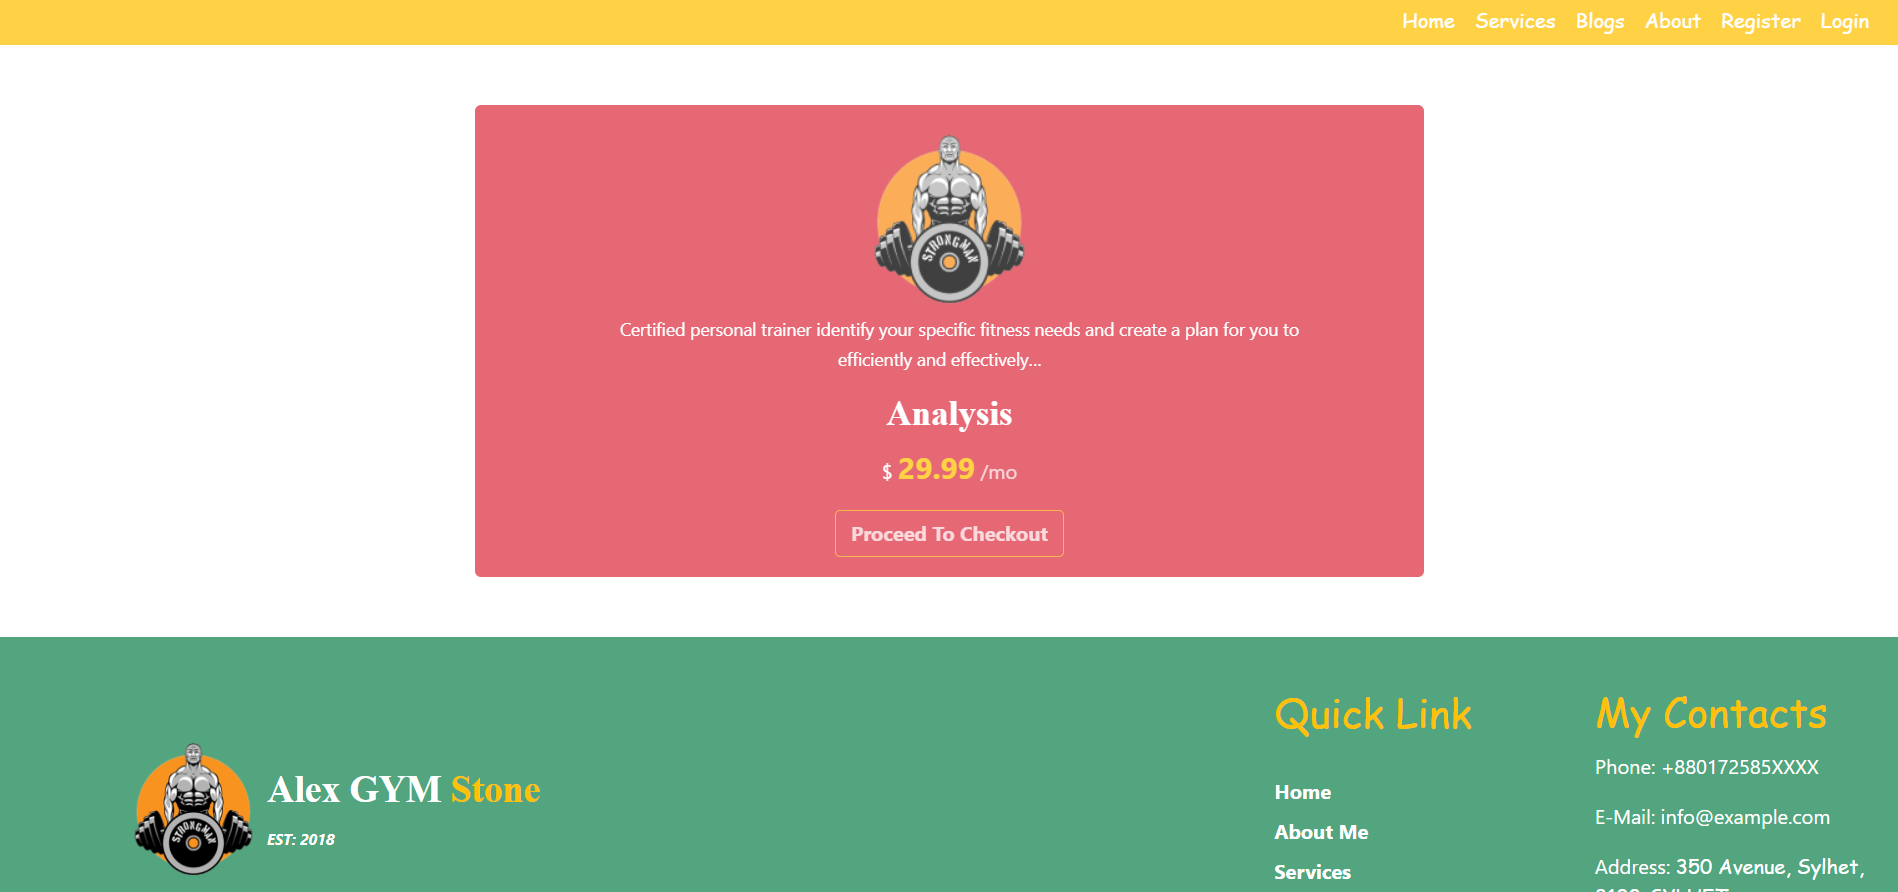 Home Services Blogs About Register Login
STRONGMAN
Certified personal trainer identify your specific fitness needs and create a plan for you to
efficiently and effectively...
Analysis
$ 29.99 /mo
Proceed To Checkout
STRONGMAN
Alex GYM Stone
EST: 2018
Quick Link
Home
About Me
Services
My Contacts
Phone: +880172585XXXX
E-Mail: info@example.com
Address: 350 Avenue, Sylhet,